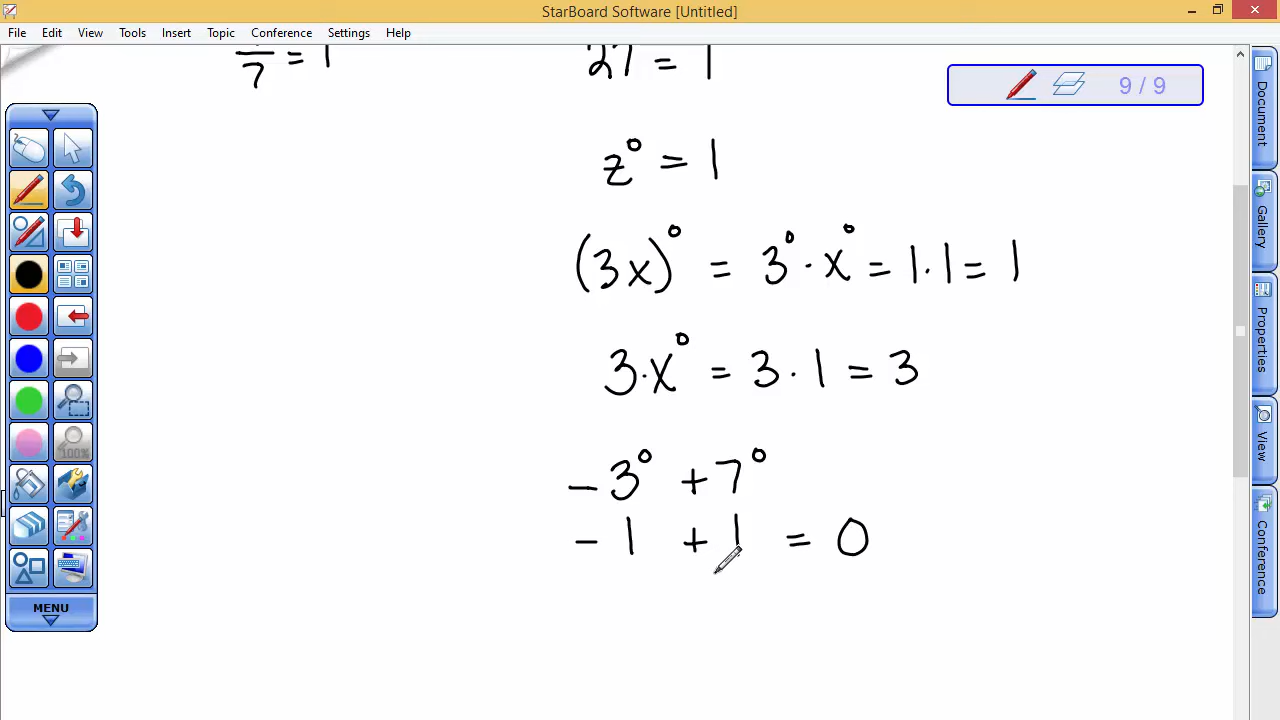 StarBoard Software [Untitled]
File Edit View Tools Insert Topic Conference Settings Help
7 = 1
27 = 1
9 / 9
z⁰ = 1
(3x)⁰ = 3⁰ · x⁰ = 1 · 1 = 1
3 · x⁰ = 3 · 1 = 3
- 3⁰ + 7⁰
- 1 + 1 = 0
100%
MENU
Document
Gallery
Properties
View
Conference